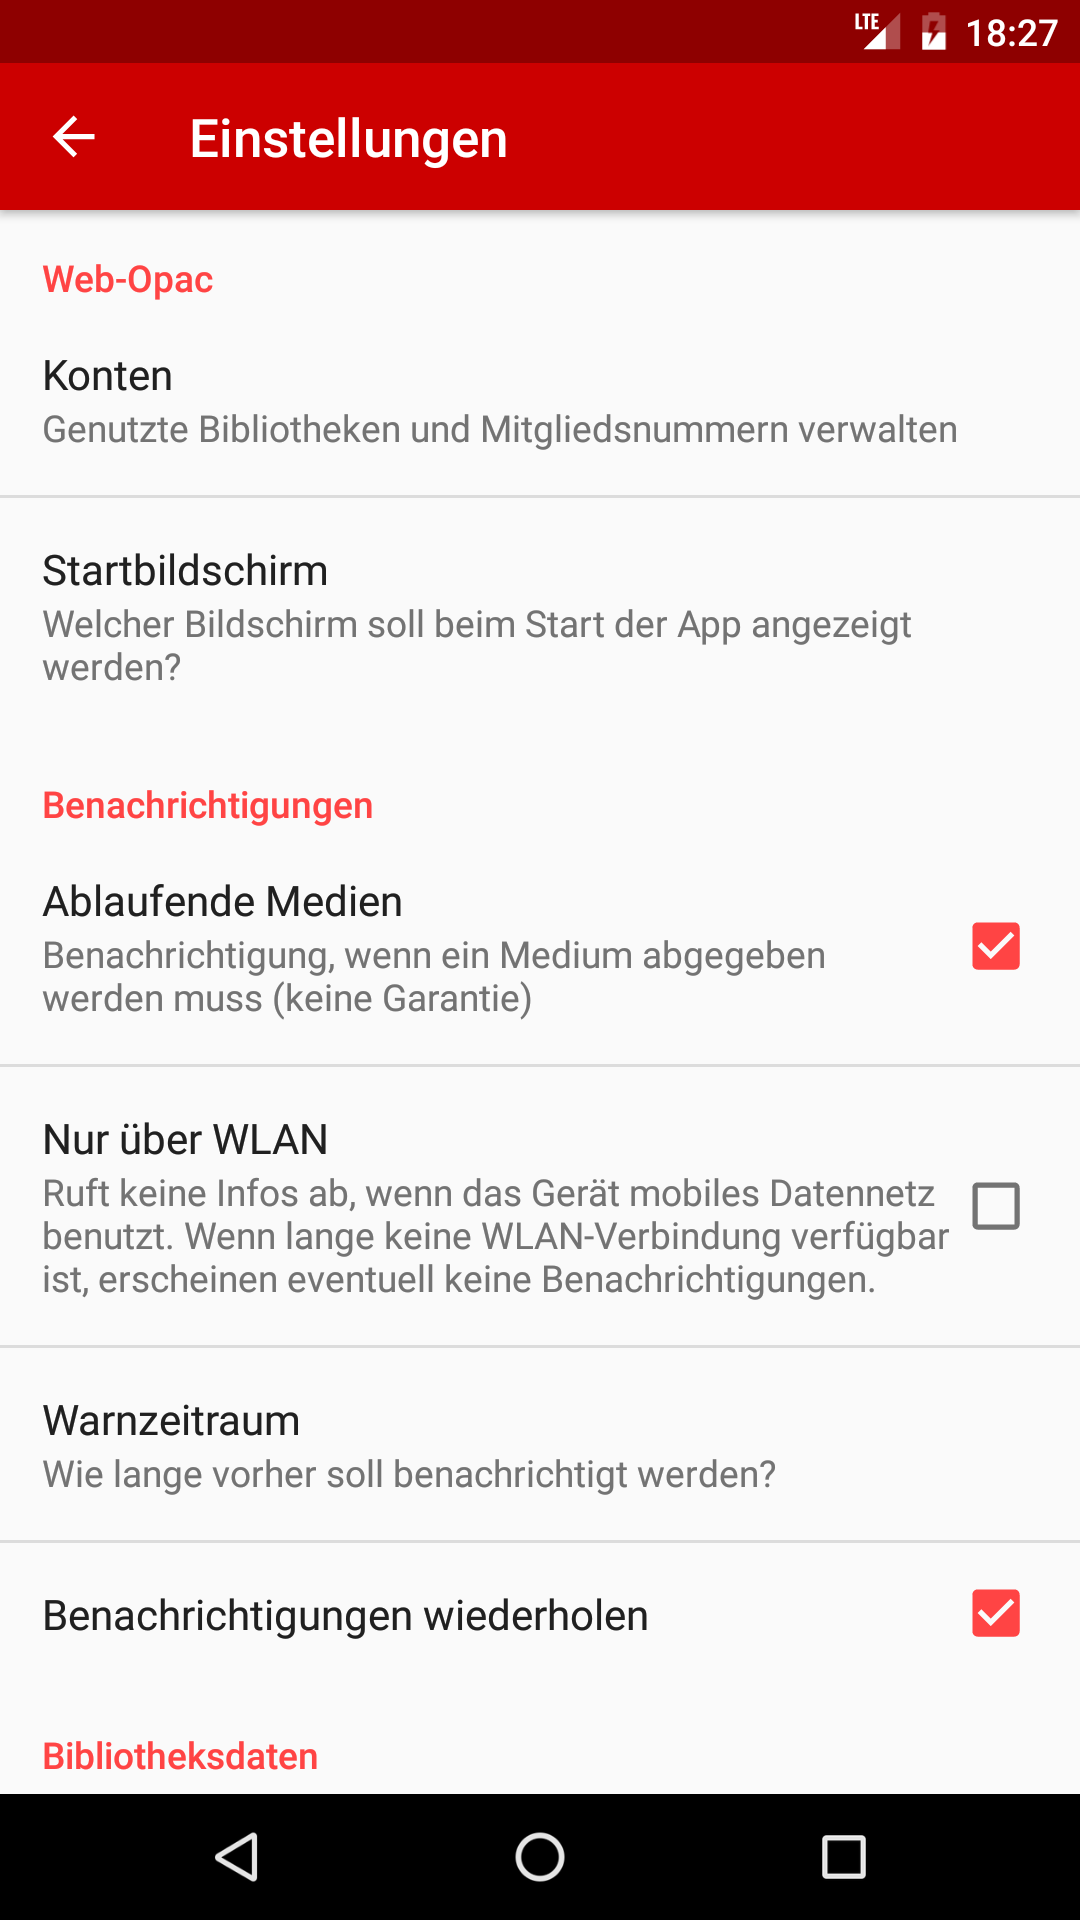 LTE 18:27
Einstellungen
Web-Opac
Konten
Genutzte Bibliotheken und Mitgliedsnummern verwalten
Startbildschirm
Welcher Bildschirm soll beim Start der App angezeigt
werden?
Benachrichtigungen
Ablaufende Medien
Benachrichtigung, wenn ein Medium abgegeben
werden muss (keine Garantie)
Nur über WLAN
Ruft keine Infos ab, wenn das Gerät mobiles Datennetz
benutzt. Wenn lange keine WLAN-Verbindung verfügbar
ist, erscheinen eventuell keine Benachrichtigungen.
Warnzeitraum
Wie lange vorher soll benachrichtigt werden?
Benachrichtigungen wiederholen
Bibliotheksdaten